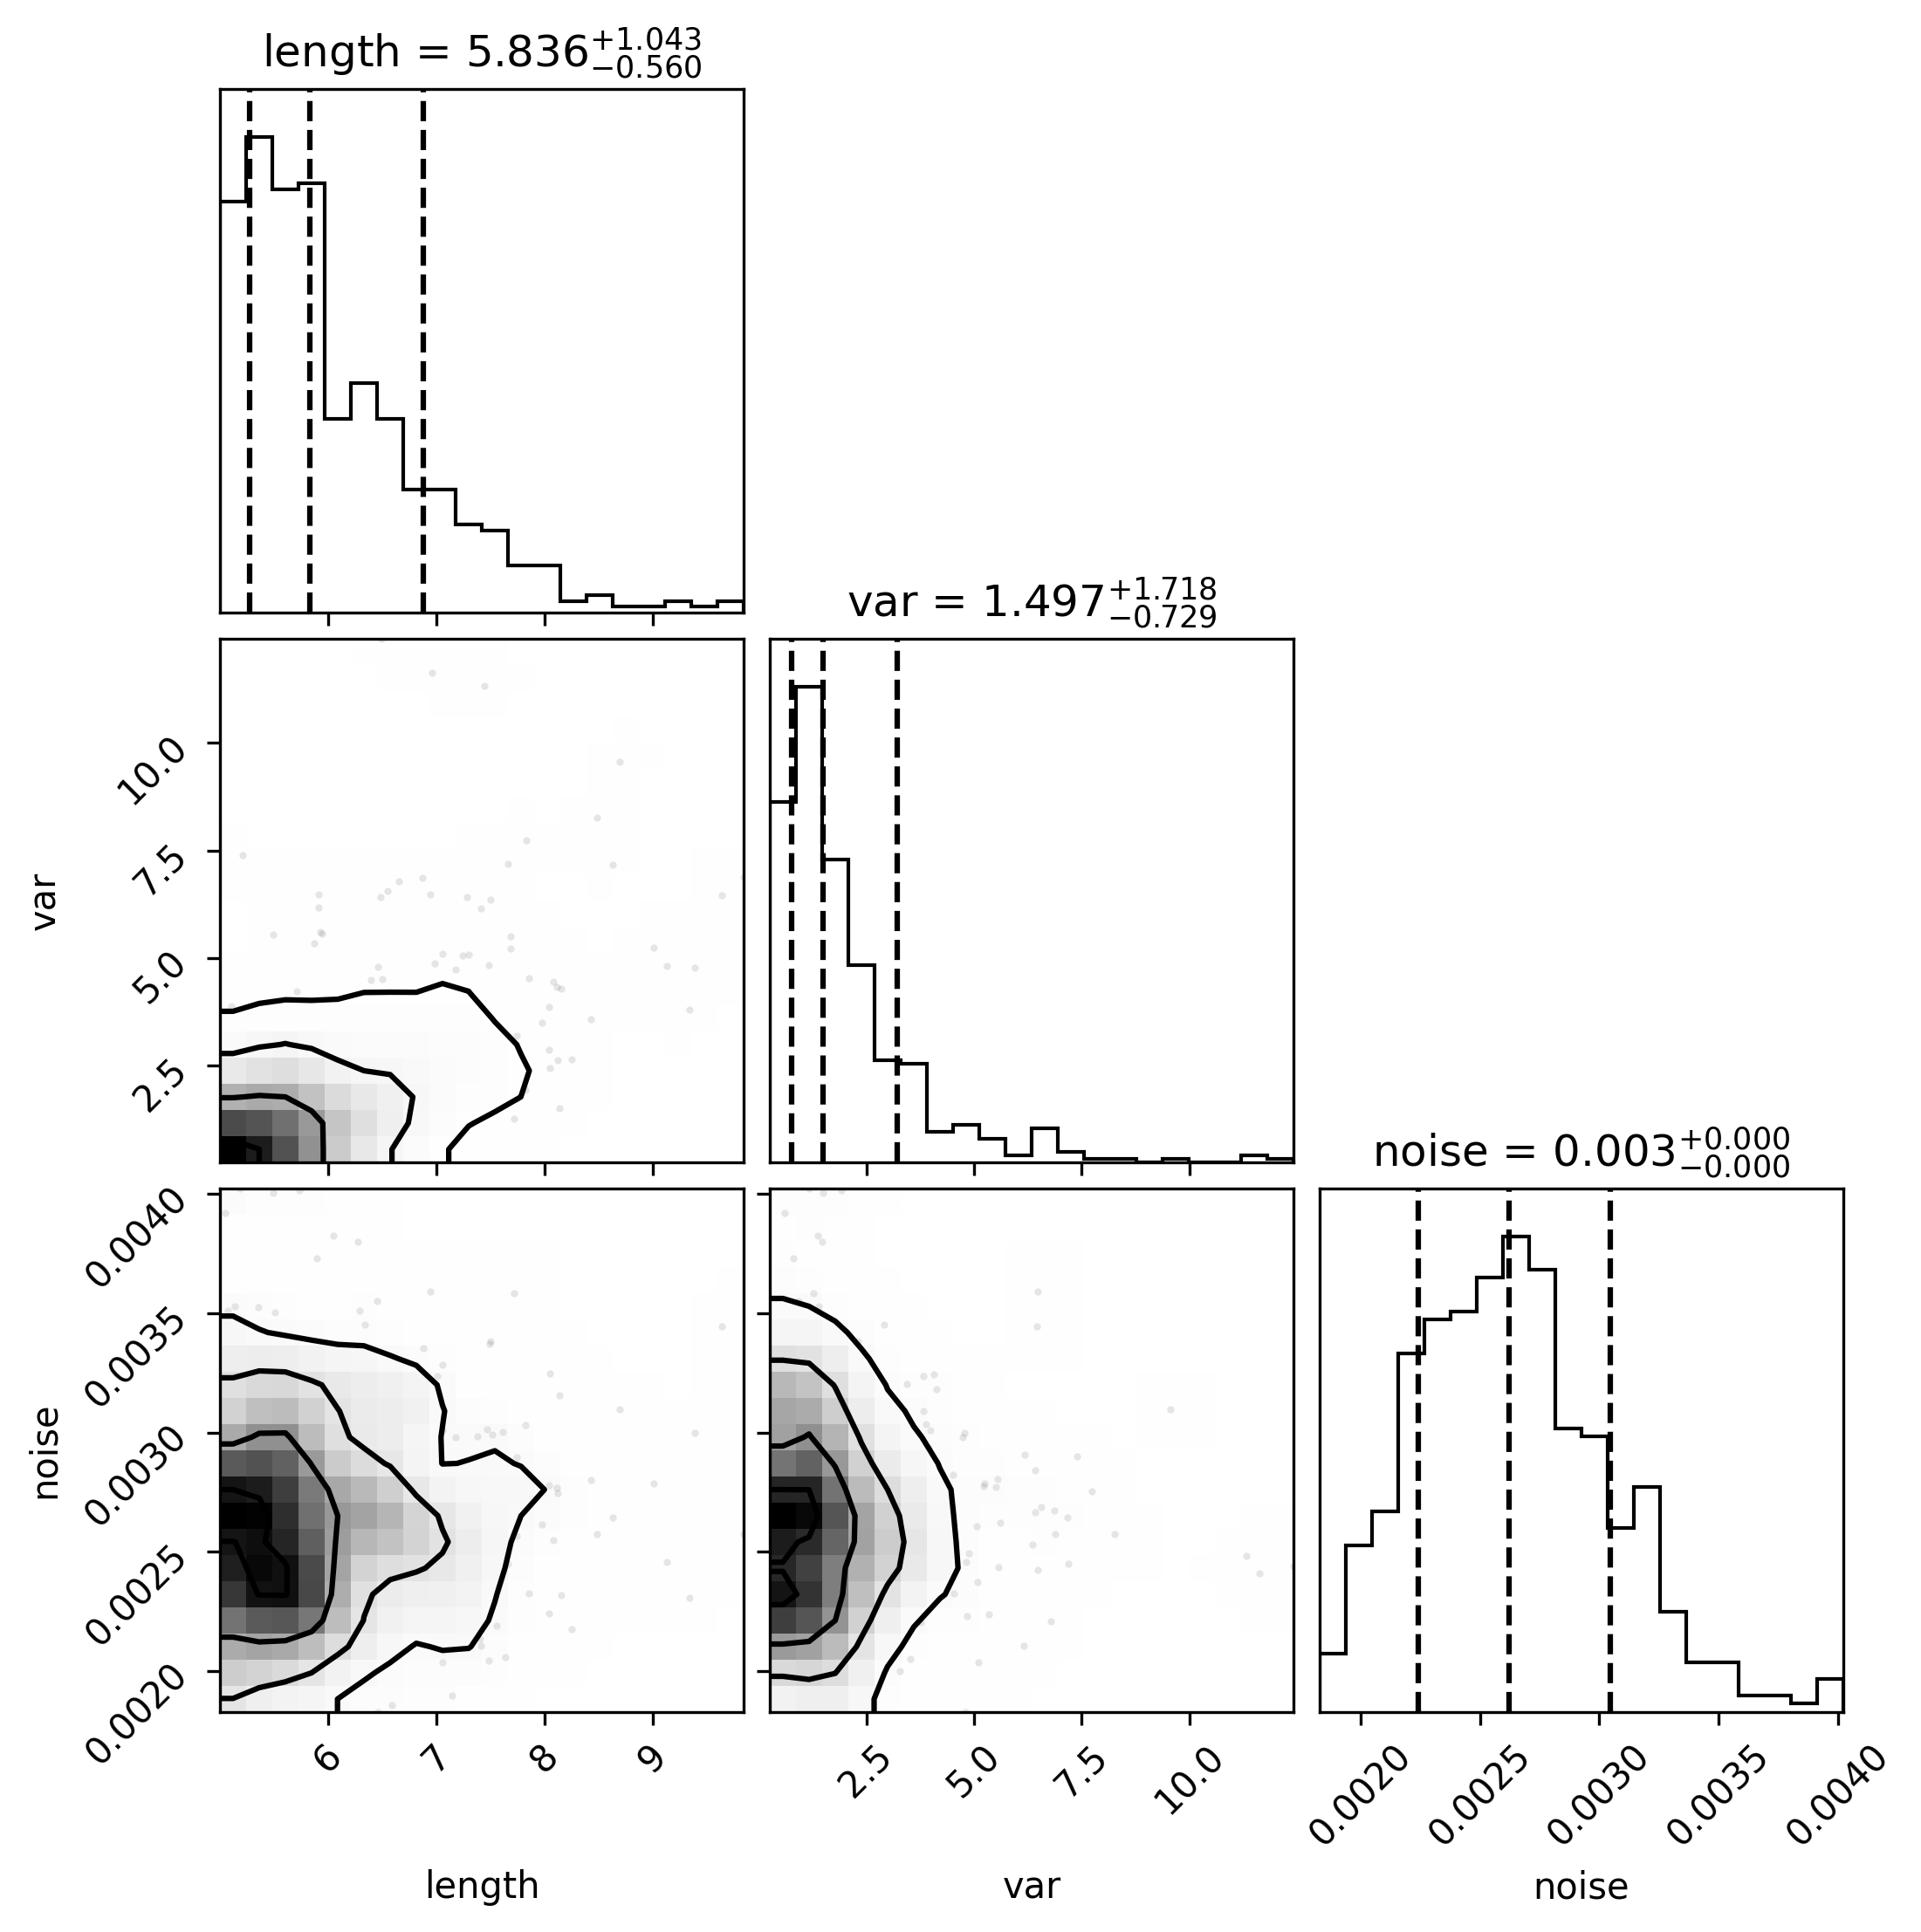 length = 5.836+1.043−0.560
var = 1.497+1.718−0.729
10.0
7.5
5.0
2.5
var
noise = 0.003+0.000−0.000
0.0040
0.0035
0.0030
0.0025
0.0020
noise
6 7 8 9
2.5 5.0 7.5 10.0
0.0020 0.0025 0.0030 0.0035 0.0040
length var noise